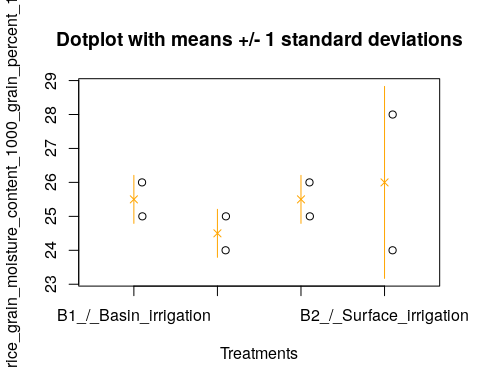 Dotplot with means +/- 1 standard deviations
rice_grain_moisture_content_1000_grain_percent_1
29
28
27
26
25
24
23
B1_/_Basin_irrigation B2_/_Surface_irrigation
Treatments